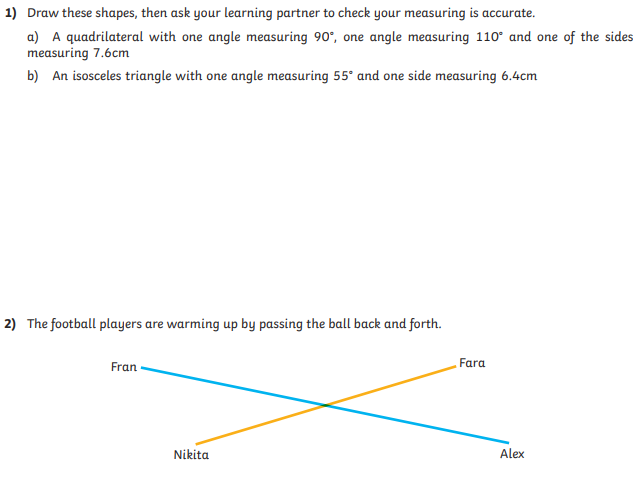 1) Draw these shapes, then ask your learning partner to check your measuring is accurate.
a) A quadrilateral with one angle measuring 90°, one angle measuring 110° and one of the sides
measuring 7.6cm
b) An isosceles triangle with one angle measuring 55° and one side measuring 6.4cm
2) The football players are warming up by passing the ball back and forth.
Fran
Fara
Nikita
Alex